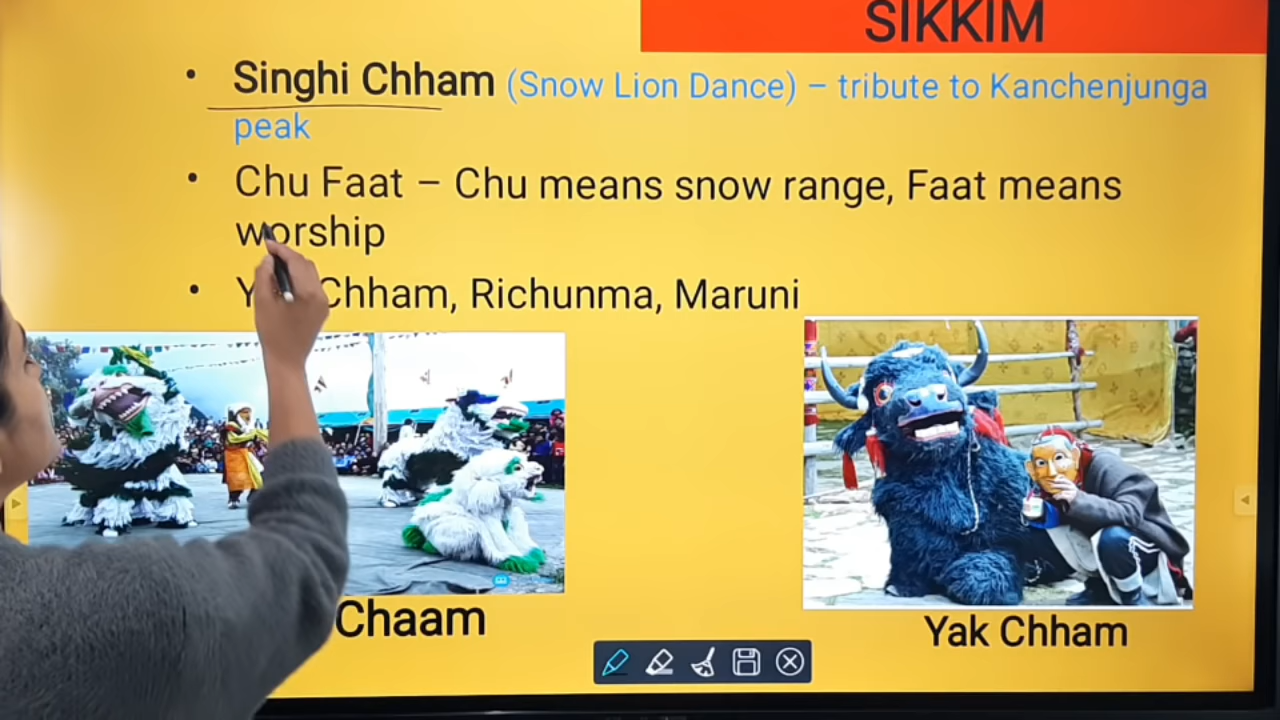 SIKKIM
• Singhi Chham (Snow Lion Dance) – tribute to Kanchenjunga
peak
• Chu Faat – Chu means snow range, Faat means
worship
• Chham, Richunma, Maruni
Chaam
Yak Chham